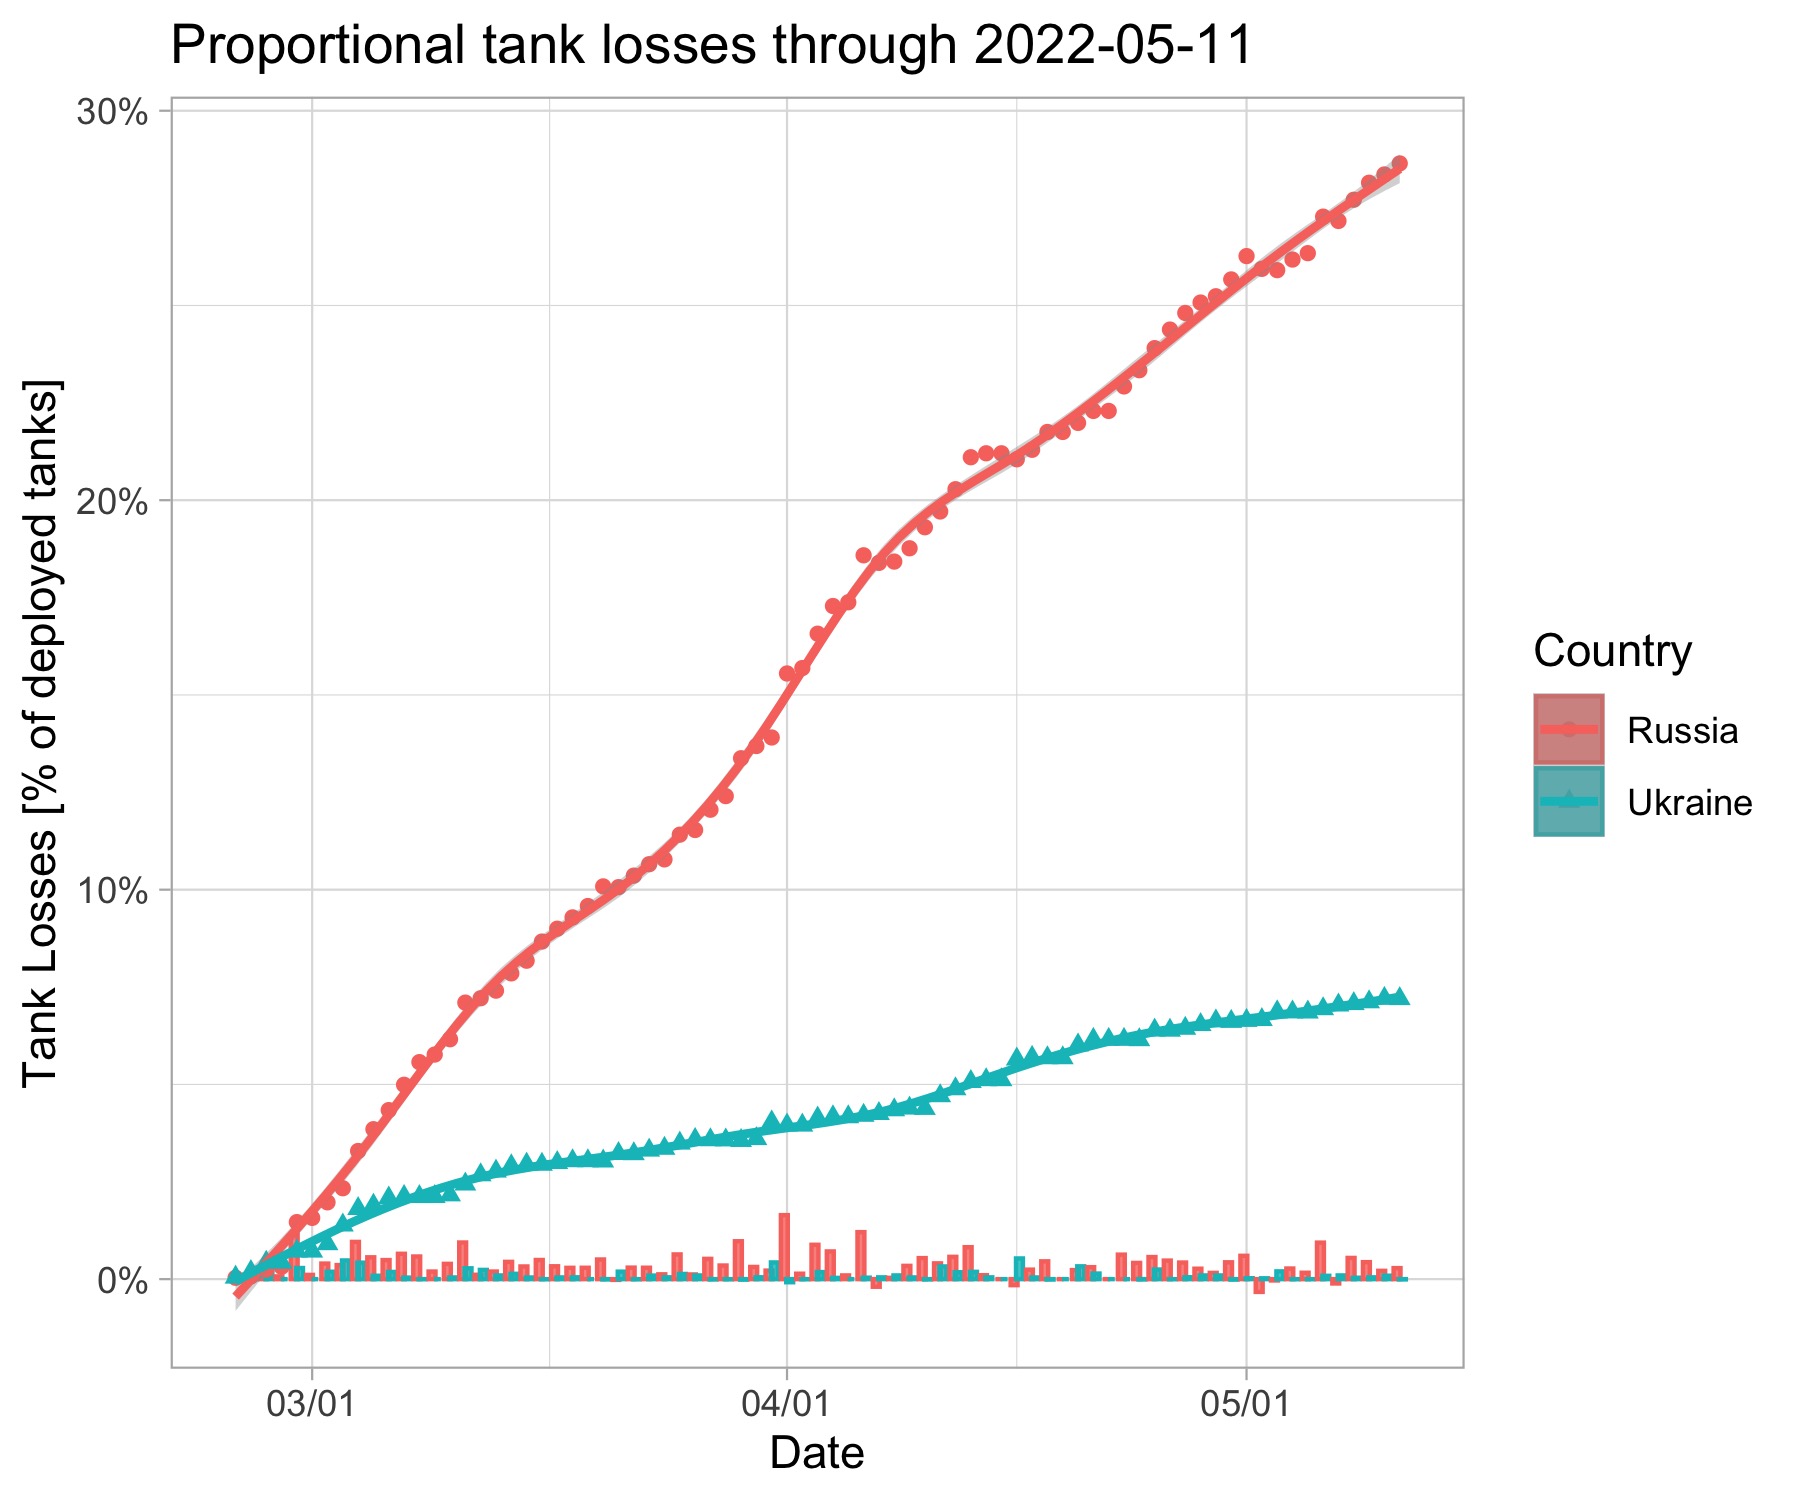 Proportional tank losses through 2022-05-11
Tank Losses [% of deployed tanks]
30%
20%
10%
0%
03/01
04/01
05/01
Date
Country
Russia
Ukraine